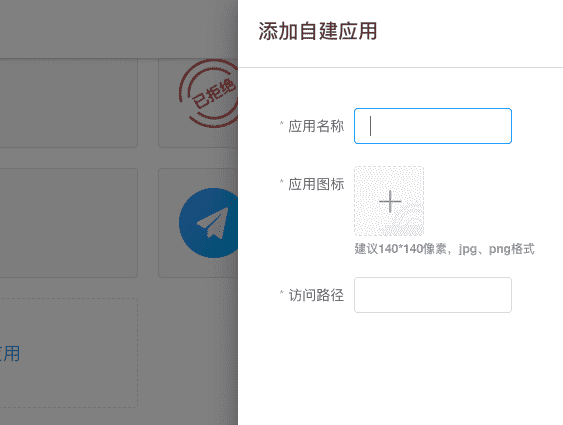 添加自建应用
已拒绝
* 应用名称
* 应用图标
建议140*140像素，jpg、png格式
* 访问路径
应用